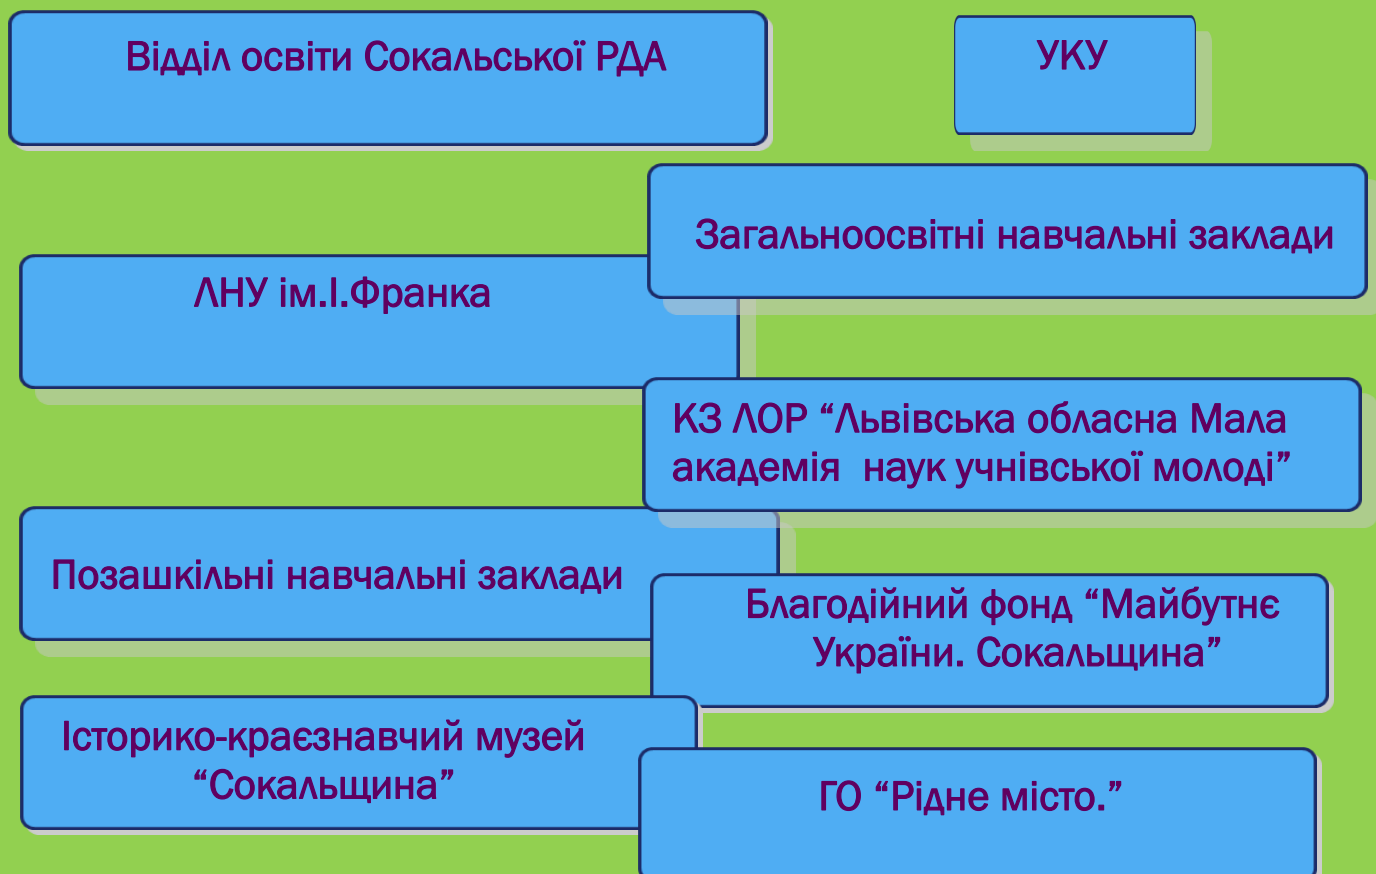 Відділ освіти Сокальської РДА
УКУ
Загальноосвітні навчальні заклади
ЛНУ ім.І.Франка
КЗ ЛОР “Львівська обласна Мала
академія наук учнівської молоді”
Позашкільні навчальні заклади
Благодійний фонд “Майбутнє
України. Сокальщина”
Історико-краєзнавчий музей
“Сокальщина”
ГО “Рідне місто.”